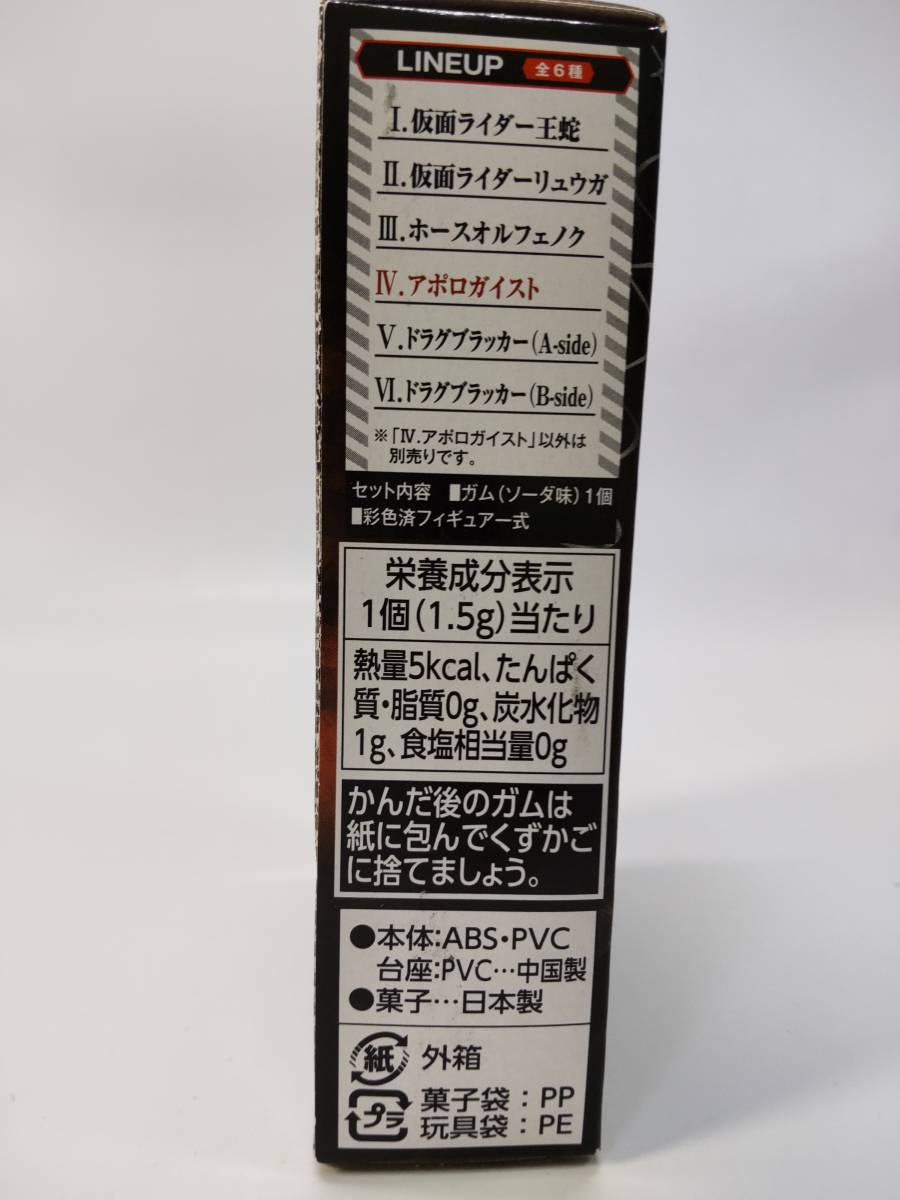 LINEUP 全6種
Ⅰ.仮面ライダー王蛇
Ⅱ.仮面ライダーリュウガ
Ⅲ.ホースオルフェノク
Ⅳ.アポロガイスト
Ⅴ.ドラグブラッカー(A-side)
Ⅵ.ドラグブラッカー(B-side)
※「Ⅳ.アポロガイスト」以外は
別売りです。
セット内容 ■ガム(ソーダ味)1個
■彩色済フィギュア一式
栄養成分表示
1個(1.5g)当たり
熱量5kcal、たんぱく
質・脂質0g、炭水化物
1g、食塩相当量0g
かんだ後のガムは
紙に包んでくずかご
に捨てましょう。
●本体:ABS・PVC
台座:PVC…中国製
●菓子…日本製
紙 外箱
プラ 菓子袋:PP
玩具袋:PE